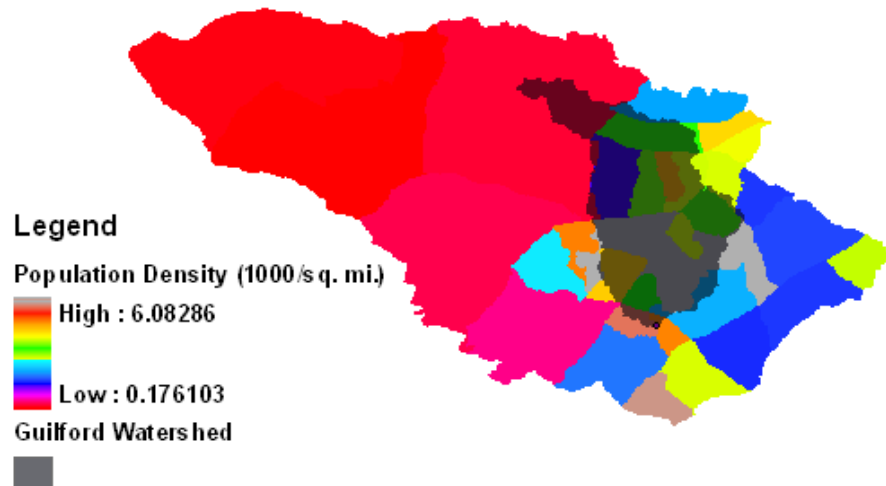 Legend
Population Density (1000/sq. mi.)
High : 6.08286
Low : 0.176103
Guilford Watershed